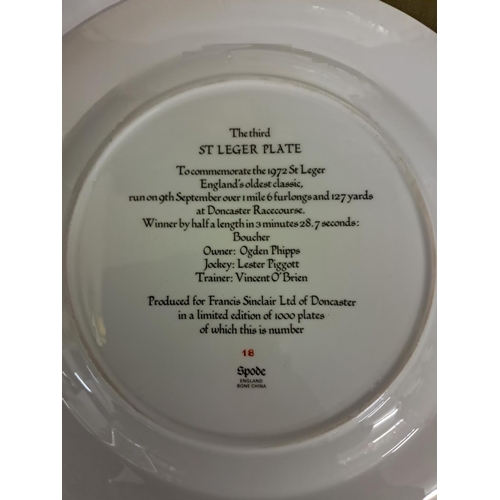 The third
ST LEGER PLATE
To commemorate the 1972 St Leger
England's oldest classic,
run on 9th September over 1 mile 6 furlongs and 127 yards
at Doncaster Racecourse.
Winner by half a length in 3 minutes 28.7 seconds:
Boucher
Owner: Ogden Phipps
Jockey: Lester Piggott
Trainer: Vincent O'Brien
Produced for Francis Sinclair Ltd of Doncaster
in a limited edition of 1000 plates
of which this is number
18
Spode
ENGLAND
BONE CHINA